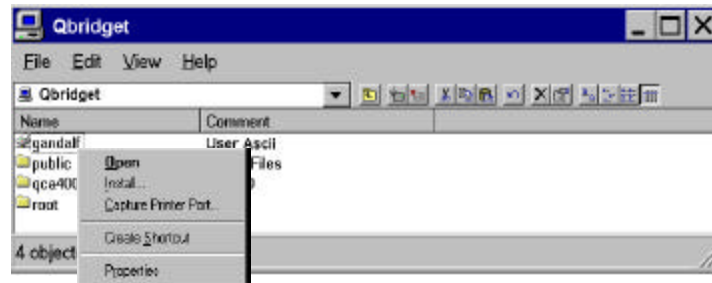 Qbridget
File Edit View Help
Qbridget
Name Comment
gandalf User Ascii
public Files
qca400
root
Open
Install...
Capture Printer Port...
Create Shortcut
Properties
4 object